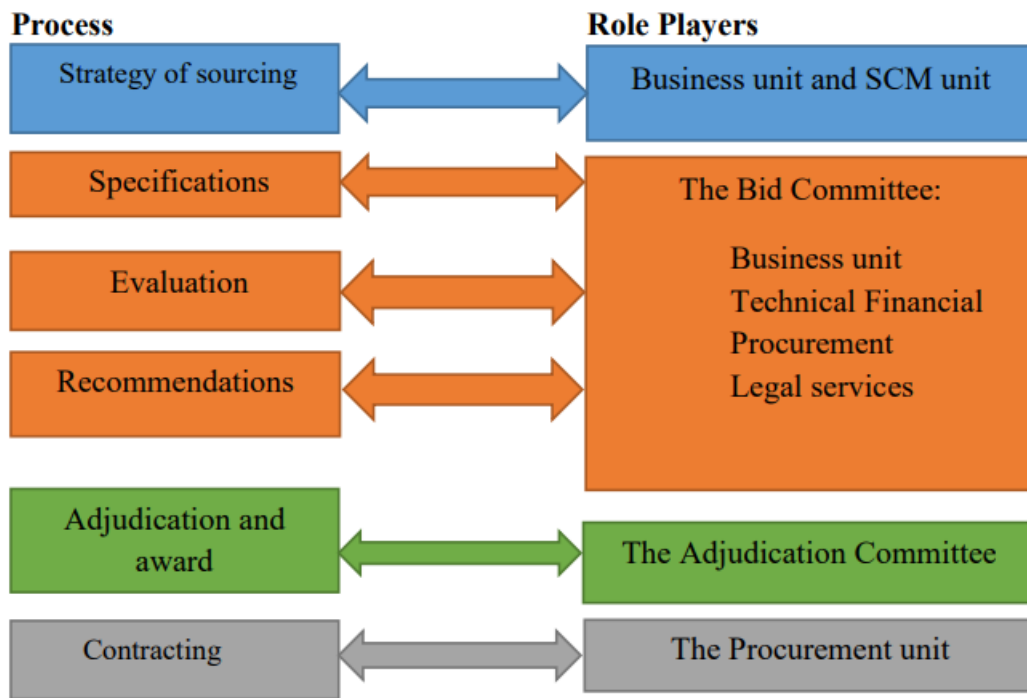 Process
Role Players
Strategy of sourcing
Business unit and SCM unit
Specifications
The Bid Committee:
Business unit
Technical Financial
Procurement
Legal services
Evaluation
Recommendations
Adjudication and
award
The Adjudication Committee
Contracting
The Procurement unit